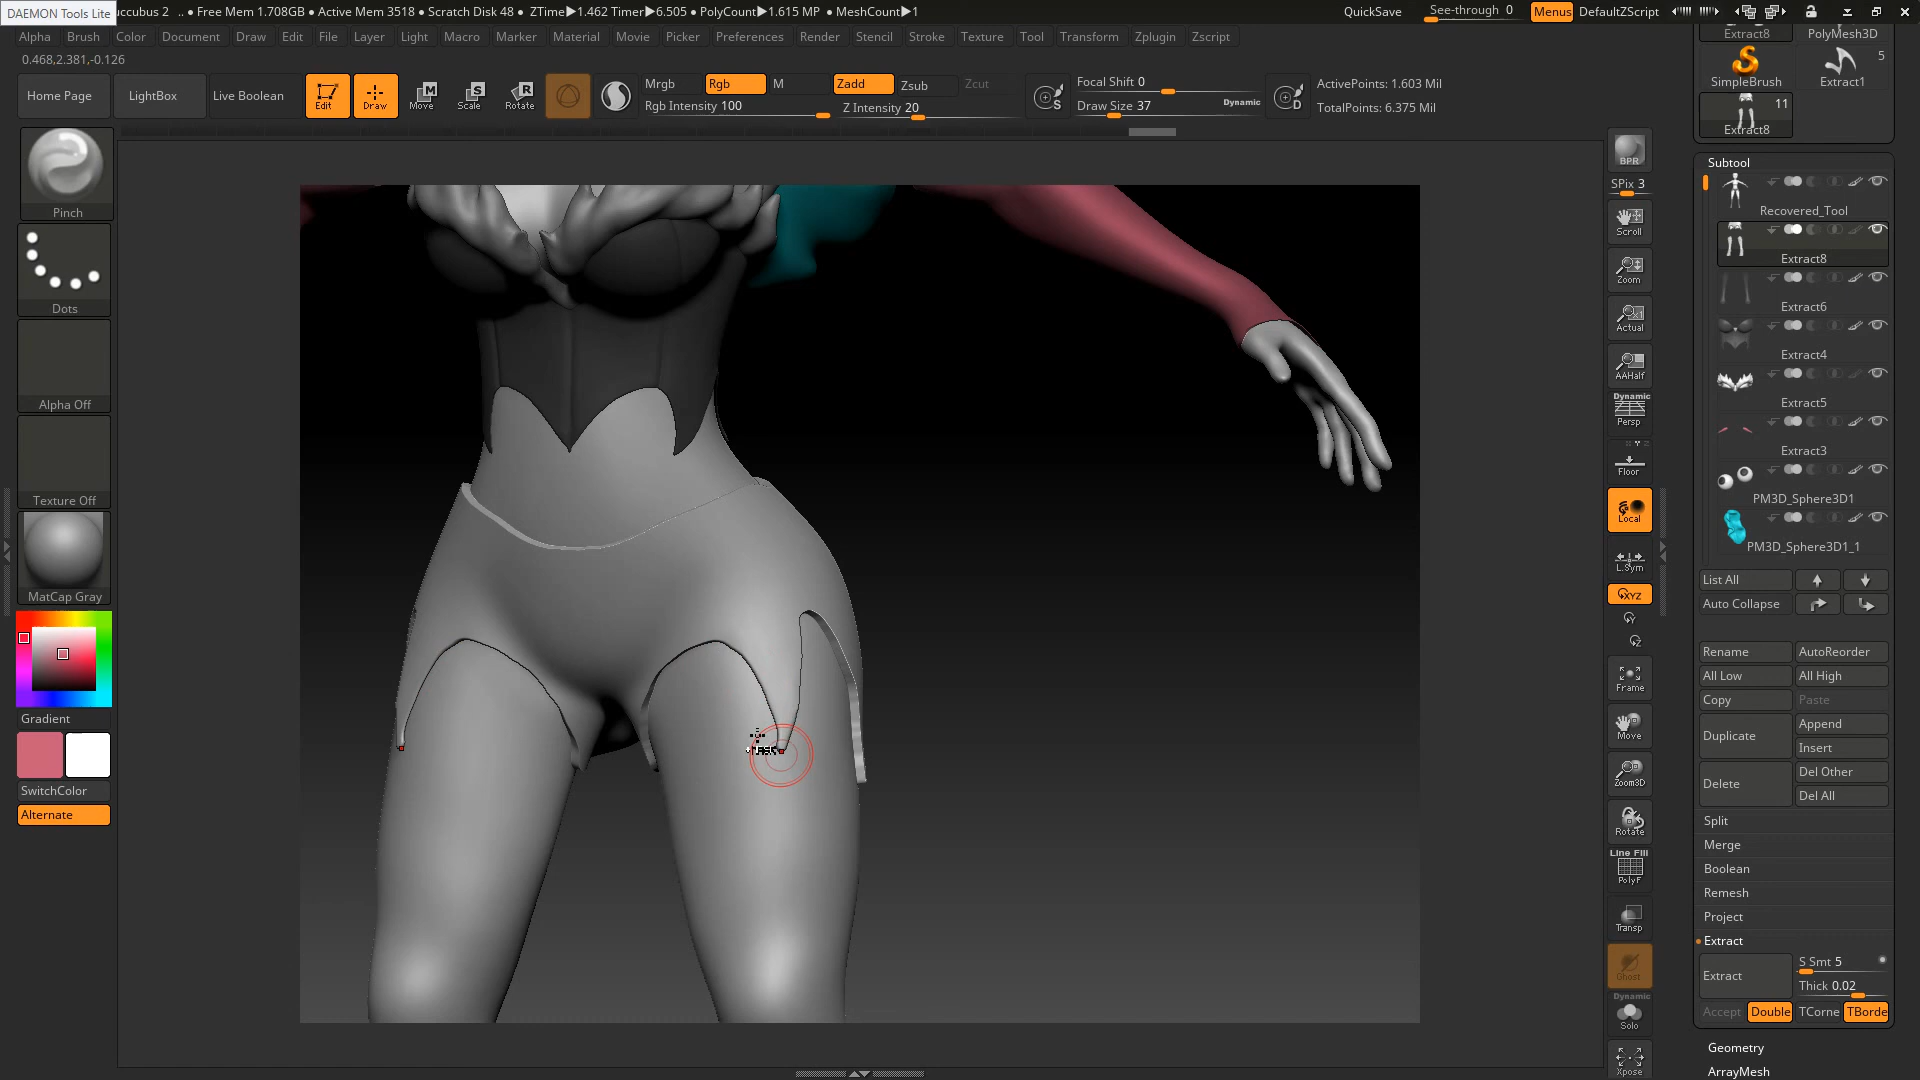 DAEMON Tools Lite
uccubus 2 .. • Free Mem 1.708GB • Active Mem 3518 • Scratch Disk 48 • ZTime▶1.462 Timer▶6.505 • PolyCount▶1.615 MP • MeshCount▶1
QuickSave See-through 0 Menus DefaultZScript
Alpha Brush Color Document Draw Edit File Layer Light Macro Marker Material Movie Picker Preferences Render Stencil Stroke Texture Tool Transform Zplugin Zscript
0.468,2.381,-0.126
Home Page LightBox Live Boolean
Edit Draw Move Scale Rotate
Mrgb Rgb M Zadd Zsub Zcut
Rgb Intensity 100 Z Intensity 20
Focal Shift 0
Draw Size 37 Dynamic
ActivePoints: 1.603 Mil
TotalPoints: 6.375 Mil
Pinch
Dots
Alpha Off
Texture Off
MatCap Gray
Gradient
SwitchColor
Alternate
BPR
SPix 3
Scroll
Zoom
Actual
AAHalf
Dynamic
Persp
Floor
Local
L.Sym
XYZ
Y
Z
Frame
Move
Zoom3D
Rotate
Line Fill
PolyF
Transp
Ghost
Dynamic
Solo
Xpose
Extract8 PolyMesh3D
SimpleBrush Extract1 5
Extract8 11
Subtool
Recovered_Tool
Extract8
Extract6
Extract4
Extract5
Extract3
PM3D_Sphere3D1
PM3D_Sphere3D1_1
List All
Auto Collapse
Rename AutoReorder
All Low All High
Copy Paste
Duplicate Append
Insert
Delete Del Other
Del All
Split
Merge
Boolean
Remesh
Project
Extract
Extract S Smt 5
Thick 0.02
Accept Double TCorne TBorde
Geometry
ArrayMesh